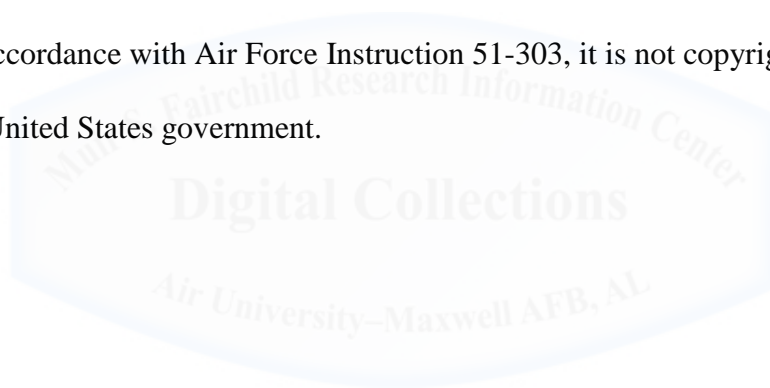 ccordance with Air Force Instruction 51-303, it is not copyrig
United States government.
Muir S. Fairchild Research Information Center
Digital Collections
Air University–Maxwell AFB, AL